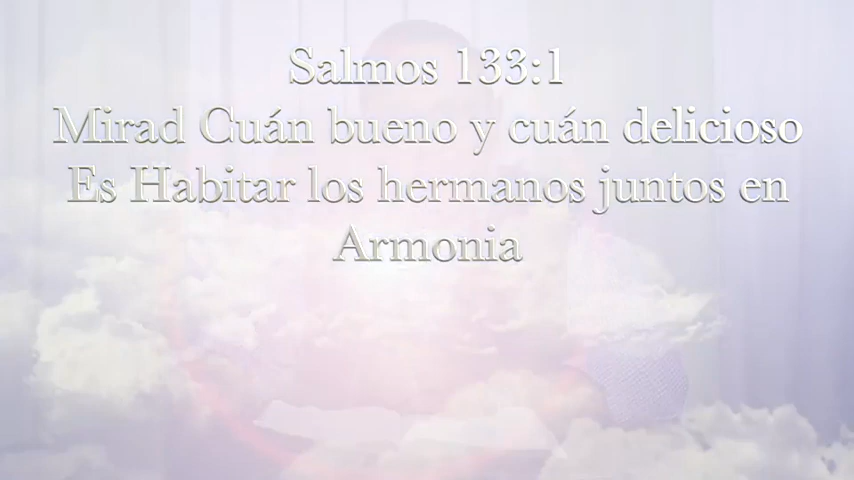 Salmos 133:1
Mirad Cuán bueno y cuán delicioso
Es Habitar los hermanos juntos en
Armonia